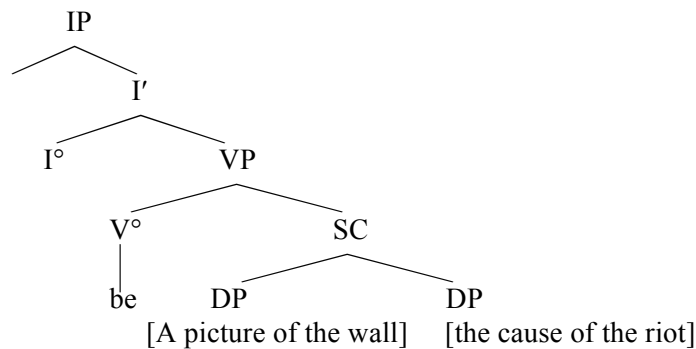 IP
I′
I° VP
V° SC
be DP DP
[A picture of the wall] [the cause of the riot]